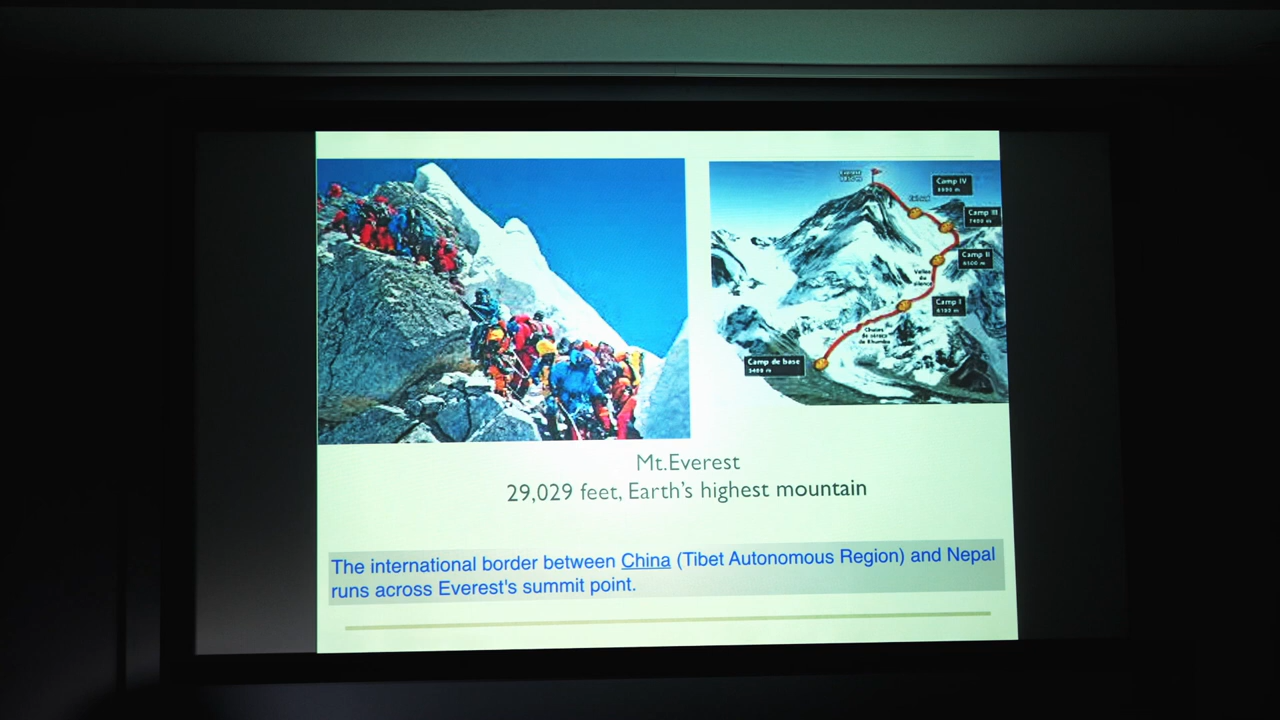 Camp IV
Camp III
Camp II
Camp I
Camp de base
Mt.Everest
29,029 feet, Earth's highest mountain
The international border between China (Tibet Autonomous Region) and Nepal
runs across Everest's summit point.